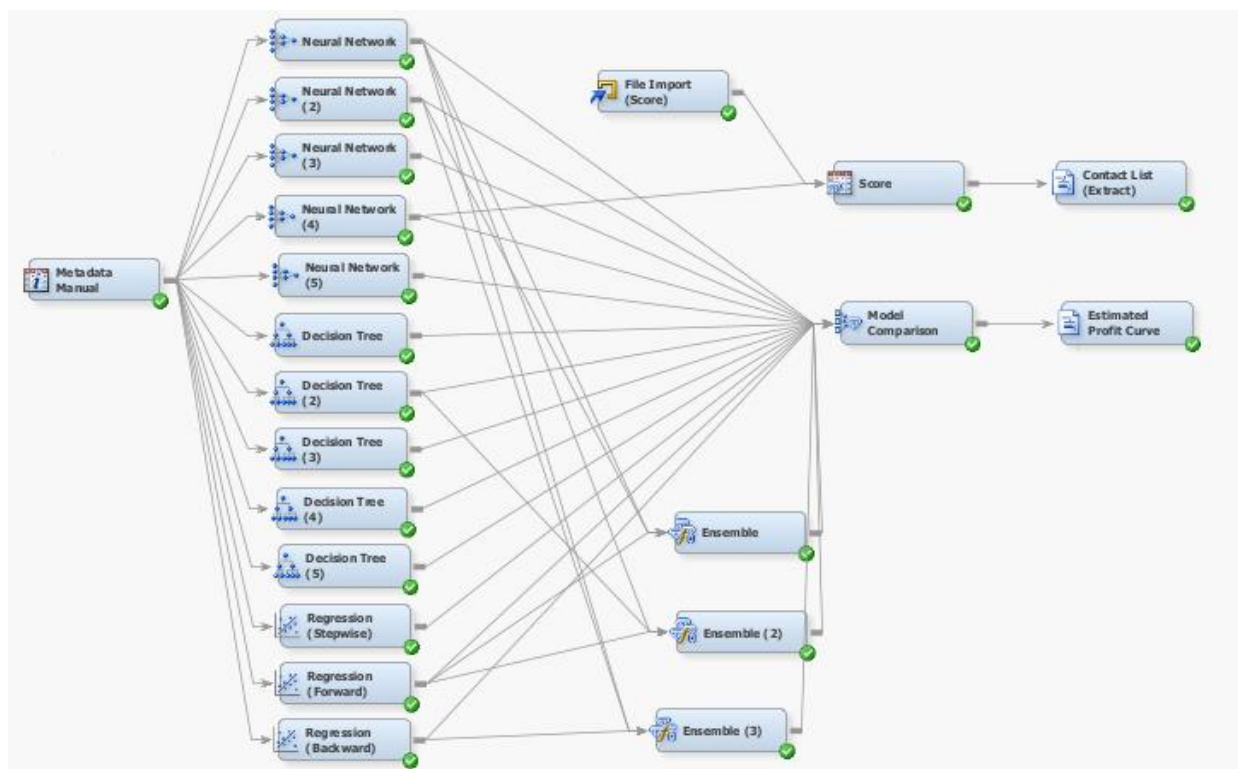 Metadata
Manual
Neural Network
Neural Network
(2)
Neural Network
(3)
Neural Network
(4)
Neural Network
(5)
Decision Tree
Decision Tree
(2)
Decision Tree
(3)
Decision Tree
(4)
Decision Tree
(5)
Regression
(Stepwise)
Regression
(Forward)
Regression
(Backward)
File Import
(Score)
Ensemble
Ensemble (2)
Ensemble (3)
Score
Contact List
(Extract)
Model
Comparison
Estimated
Profit Curve